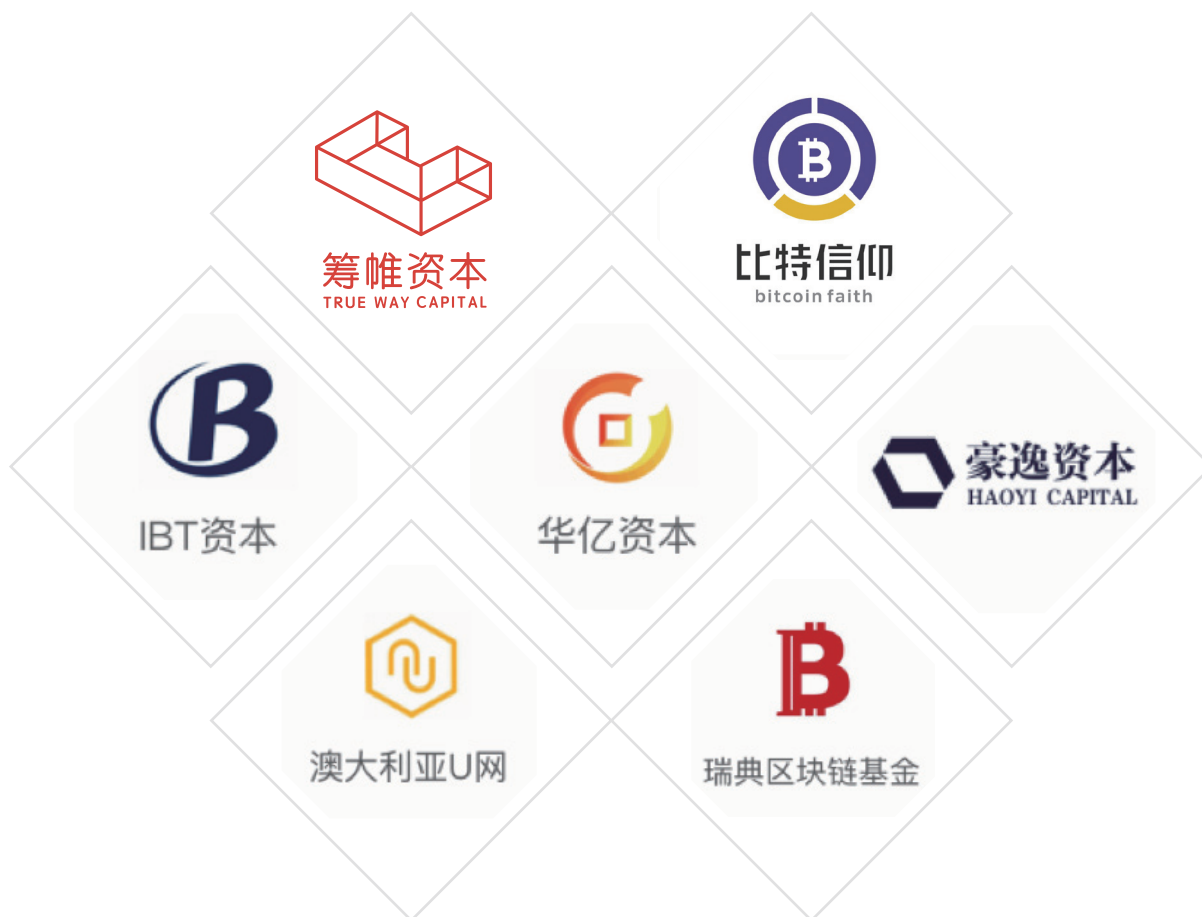 筹帷资本
TRUE WAY CAPITAL
比特信仰
bitcoin faith
IBT资本
华亿资本
豪逸资本
HAOYI CAPITAL
澳大利亚U网
瑞典区块链基金